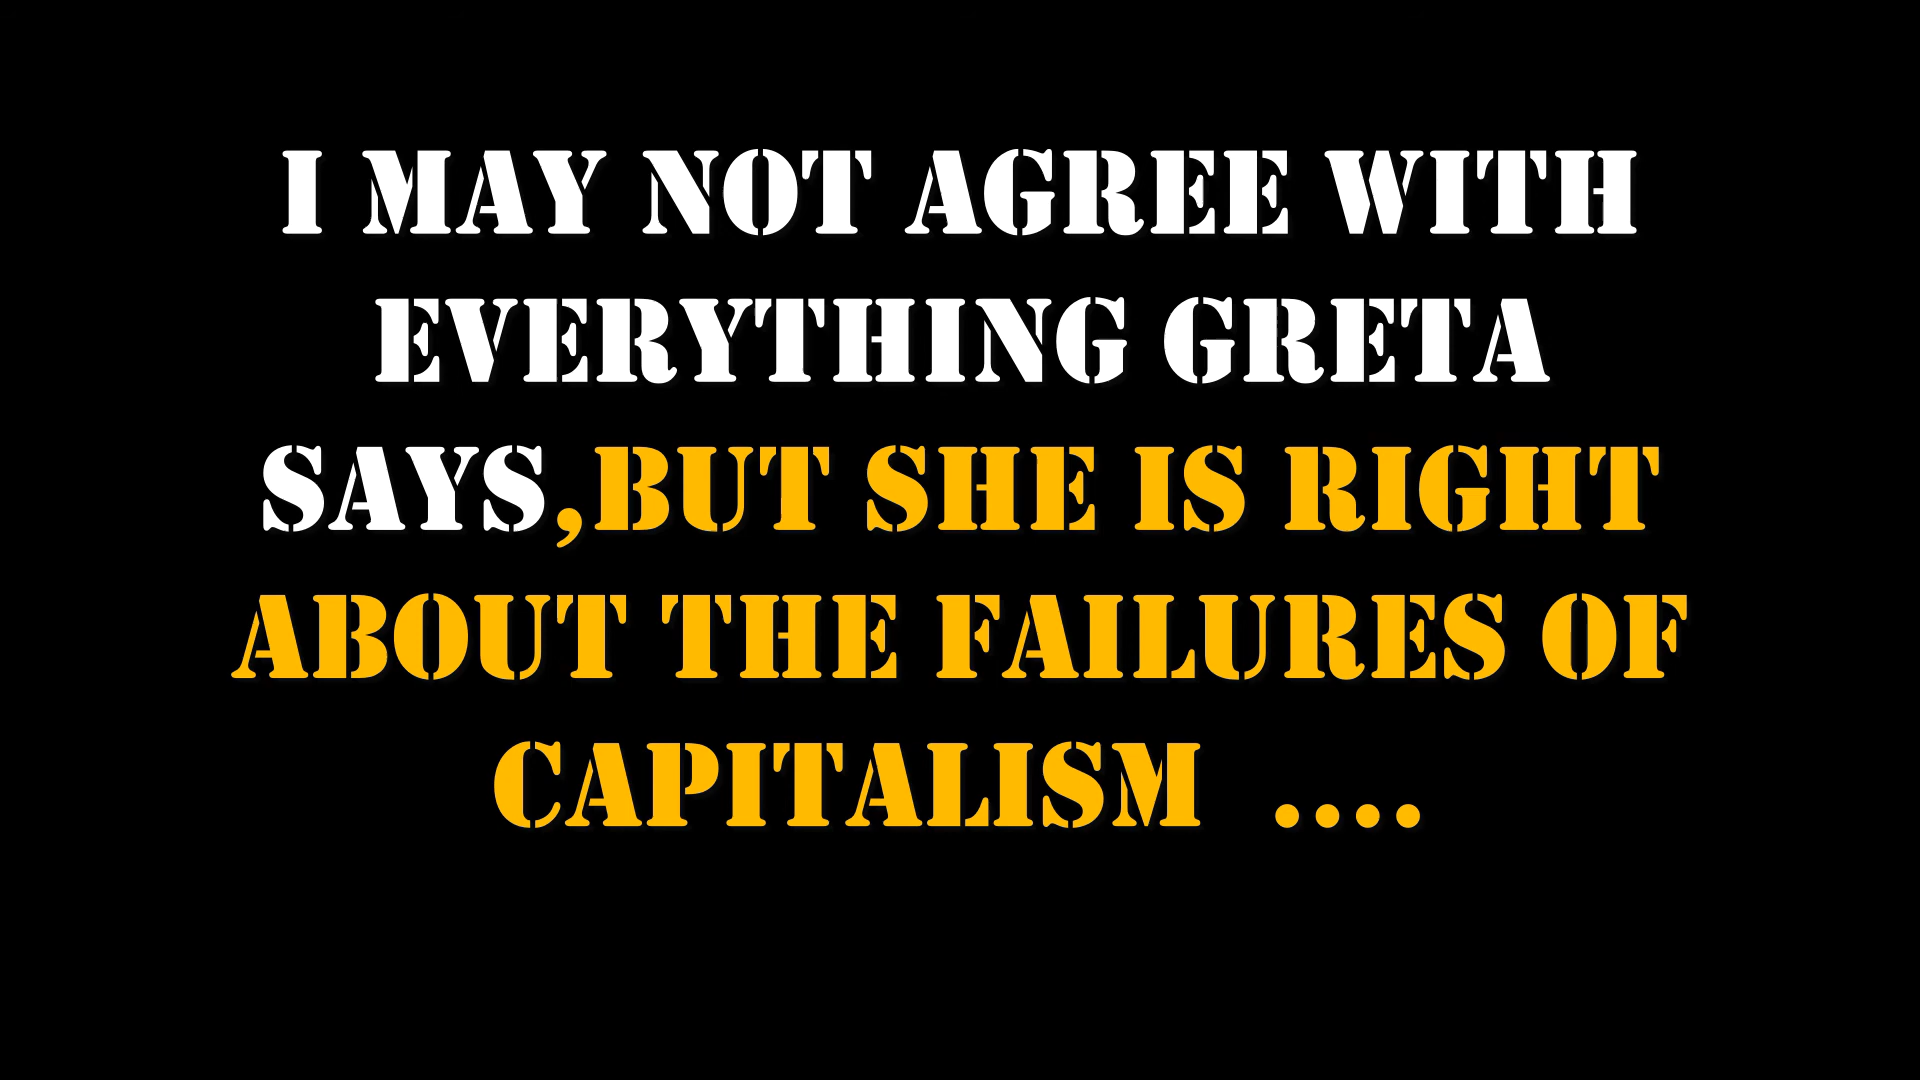 I MAY NOT AGREE WITH
EVERYTHING GRETA
SAYS,BUT SHE IS RIGHT
ABOUT THE FAILURES OF
CAPITALISM ....